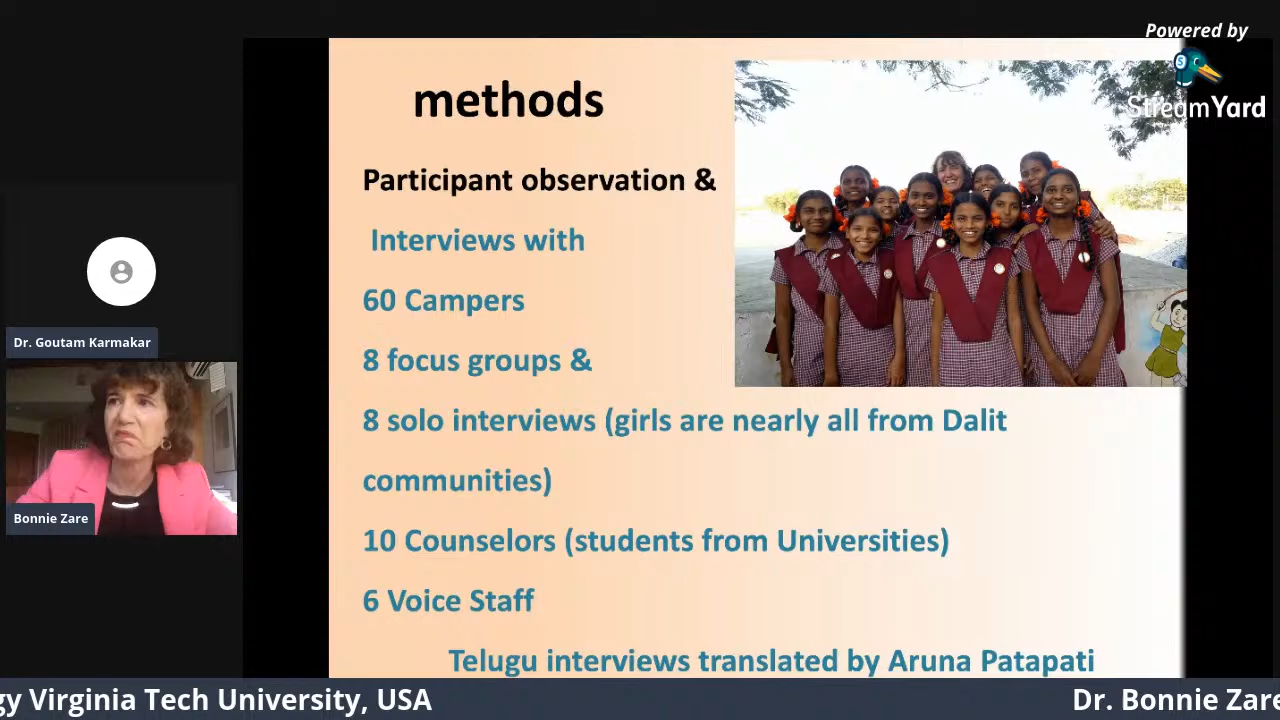 Powered by
StreamYard
methods
Participant observation &
Interviews with
60 Campers
8 focus groups &
8 solo interviews (girls are nearly all from Dalit
communities)
10 Counselors (students from Universities)
6 Voice Staff
Telugu interviews translated by Aruna Patapati
Dr. Goutam Karmakar
Bonnie Zare
gy Virginia Tech University, USA
Dr. Bonnie Zare